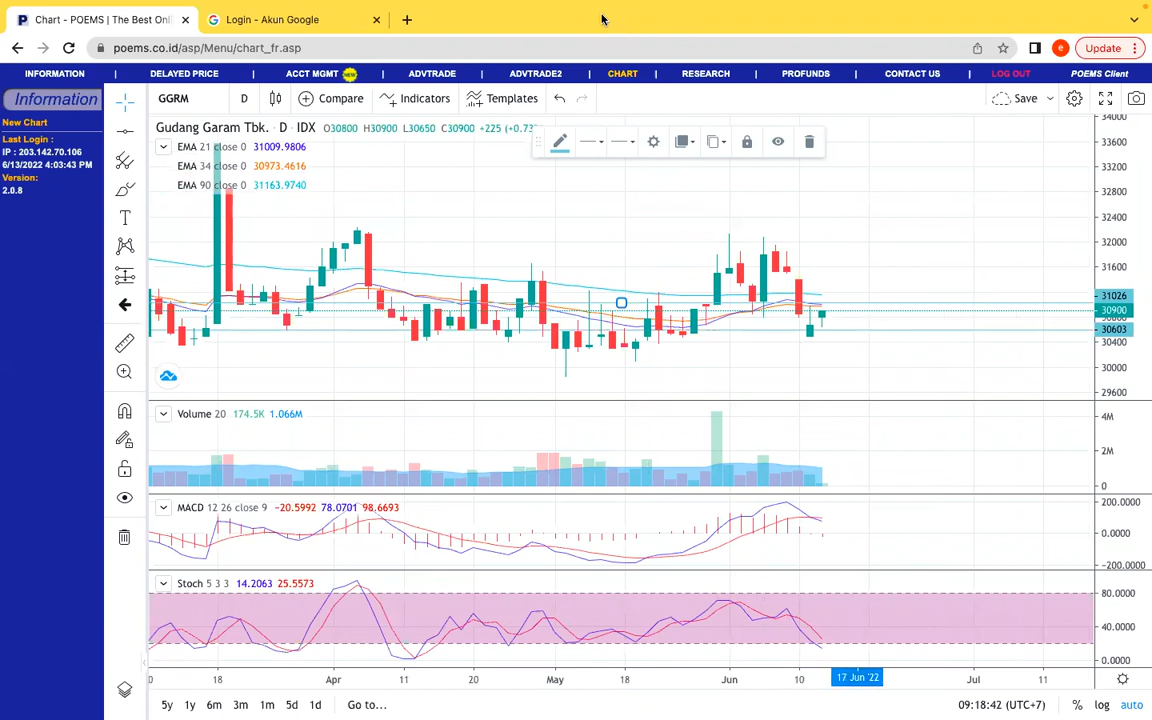 Chart - POEMS | The Best Onli
Login - Akun Google
poems.co.id/asp/Menu/chart_fr.asp
e
Update
INFORMATION | DELAYED PRICE | ACCT MGMT NEW | ADVTRADE | ADVTRADE2 | CHART | RESEARCH | PROFUNDS | CONTACT US | LOG OUT POEMS Client
Information
New Chart
Last Login :
IP : 203.142.70.106
6/13/2022 4:03:43 PM
Version:
2.0.8
GGRM D Compare Indicators Templates Save
Gudang Garam Tbk. · D · IDX O30800 H30900 L30650 C30900 +225 (+0.73
EMA 21 close 0 31009.9806
EMA 34 close 0 30973.4616
EMA 90 close 0 31163.9740
34000
33600
33200
32800
32400
32000
31600
31026
30900
30603
30400
30000
29600
Volume 20 174.5K 1.066M
4M
2M
0
MACD 12 26 close 9 −20.5992 78.0701 98.6693
200.0000
0.0000
−200.0000
Stoch 5 3 3 14.2063 25.5573
80.0000
40.0000
0.0000
18 Apr 11 20 May 18 Jun 10 17 Jun '22 Jul 11
5y 1y 6m 3m 1m 5d 1d Go to... 09:18:42 (UTC+7) % log auto